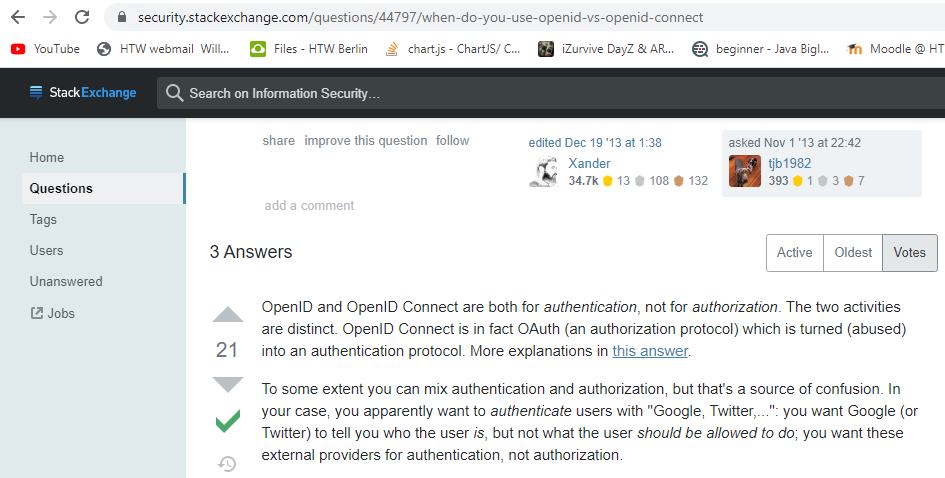 security.stackexchange.com/questions/44797/when-do-you-use-openid-vs-openid-connect
YouTube HTW webmail Will... Files - HTW Berlin chart.js - ChartJS/ C... iZurvive DayZ & AR... beginner - Java Bigl... Moodle @ HT
StackExchange Search on Information Security...
Home
Questions
Tags
Users
Unanswered
Jobs
share improve this question follow
edited Dec 19 '13 at 1:38
Xander
34.7k 13 108 132
asked Nov 1 '13 at 22:42
tjb1982
393 1 3 7
add a comment
3 Answers
Active Oldest Votes
21
OpenID and OpenID Connect are both for authentication, not for authorization. The two activities
are distinct. OpenID Connect is in fact OAuth (an authorization protocol) which is turned (abused)
into an authentication protocol. More explanations in this answer.
To some extent you can mix authentication and authorization, but that's a source of confusion. In
your case, you apparently want to authenticate users with "Google, Twitter,...": you want Google (or
Twitter) to tell you who the user is, but not what the user should be allowed to do; you want these
external providers for authentication, not authorization.